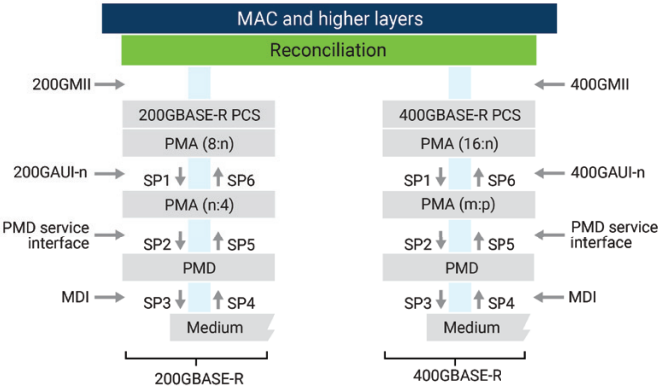 MAC and higher layers
Reconciliation
200GMII
400GMII
200GBASE-R PCS
400GBASE-R PCS
PMA (8:n)
PMA (16:n)
200GAUI-n
SP1
SP6
SP1
SP6
400GAUI-n
PMA (n:4)
PMA (m:p)
PMD service
interface
SP2
SP5
SP2
SP5
PMD service
interface
PMD
PMD
MDI
SP3
SP4
SP3
SP4
MDI
Medium
Medium
200GBASE-R
400GBASE-R